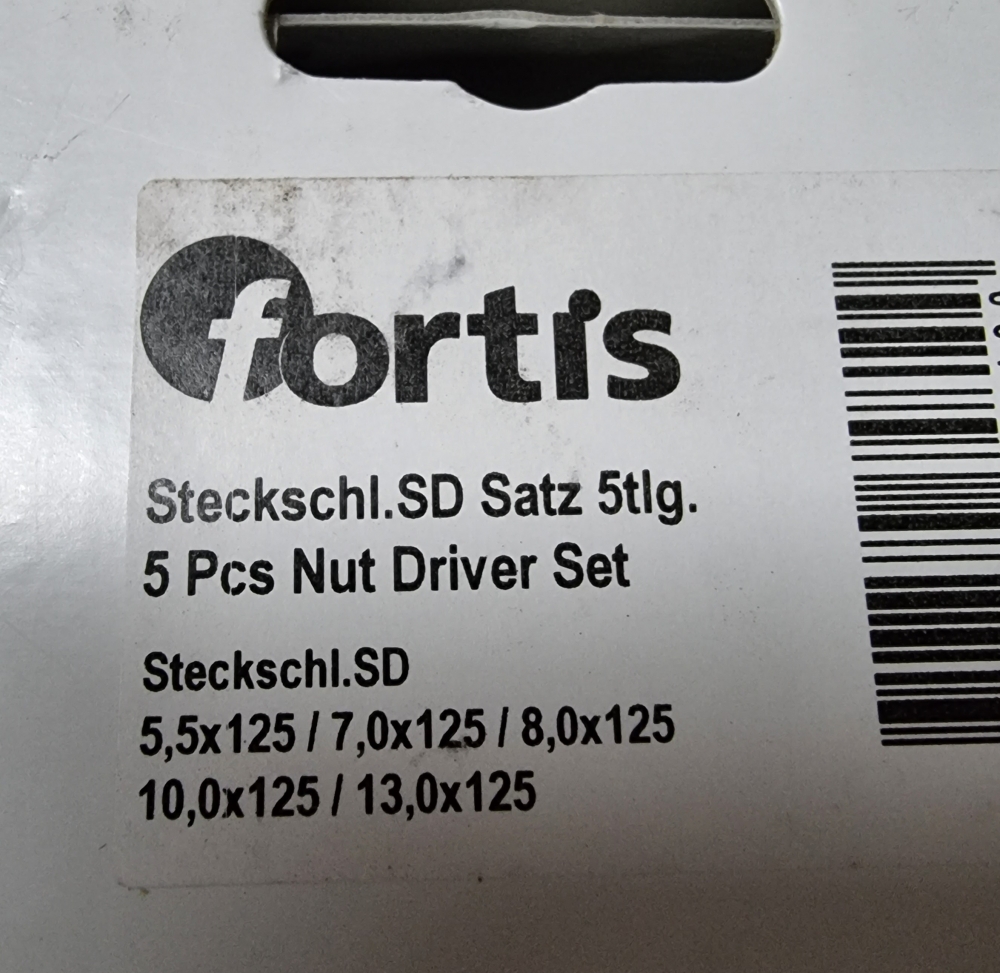 fortis
Steckschl.SD Satz 5tlg.
5 Pcs Nut Driver Set
Steckschl.SD
5,5x125 / 7,0x125 / 8,0x125
10,0x125 / 13,0x125